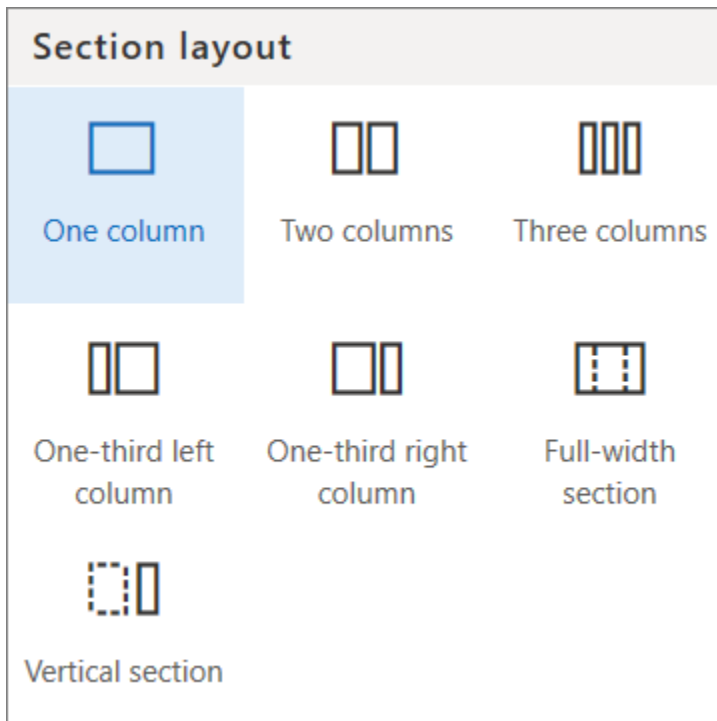 Section layout
One column
Two columns
Three columns
One-third left
column
One-third right
column
Full-width
section
Vertical section